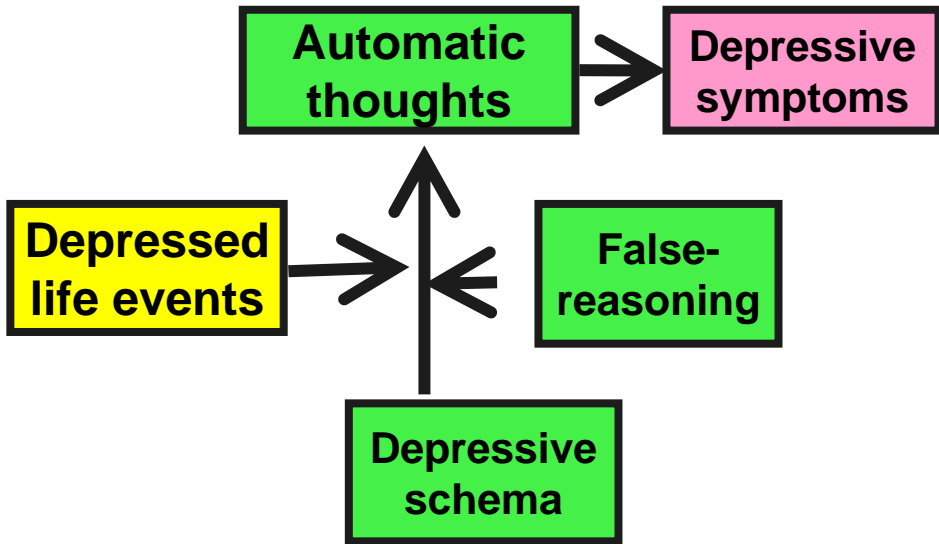 Automatic
thoughts
Depressive
symptoms
Depressed
life events
False-
reasoning
Depressive
schema